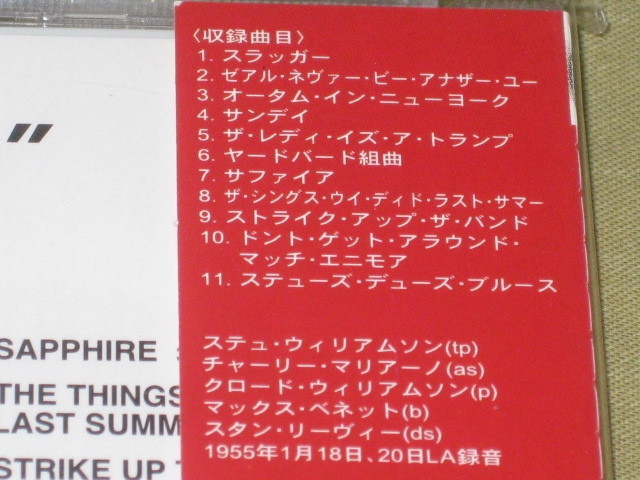 〈収録曲目〉
1. スラッガー
2. ゼアル・ネヴァー・ビー・アナザー・ユー
3. オータム・イン・ニューヨーク
4. サンデイ
5. ザ・レディ・イズ・ア・トランプ
6. ヤードバード組曲
7. サファイア
8. ザ・シングス・ウイ・ディド・ラスト・サマー
9. ストライク・アップ・ザ・バンド
10. ドント・ゲット・アラウンド・
マッチ・エニモア
11. ステューズ・デューズ・ブルース
ステュ・ウィリアムソン(tp)
チャーリー・マリアーノ(as)
クロード・ウィリアムソン(p)
マックス・ベネット(b)
スタン・リーヴィー(ds)
1955年1月18日、20日LA録音
”
SAPPHIRE
THE THINGS
LAST SUMM
STRIKE UP